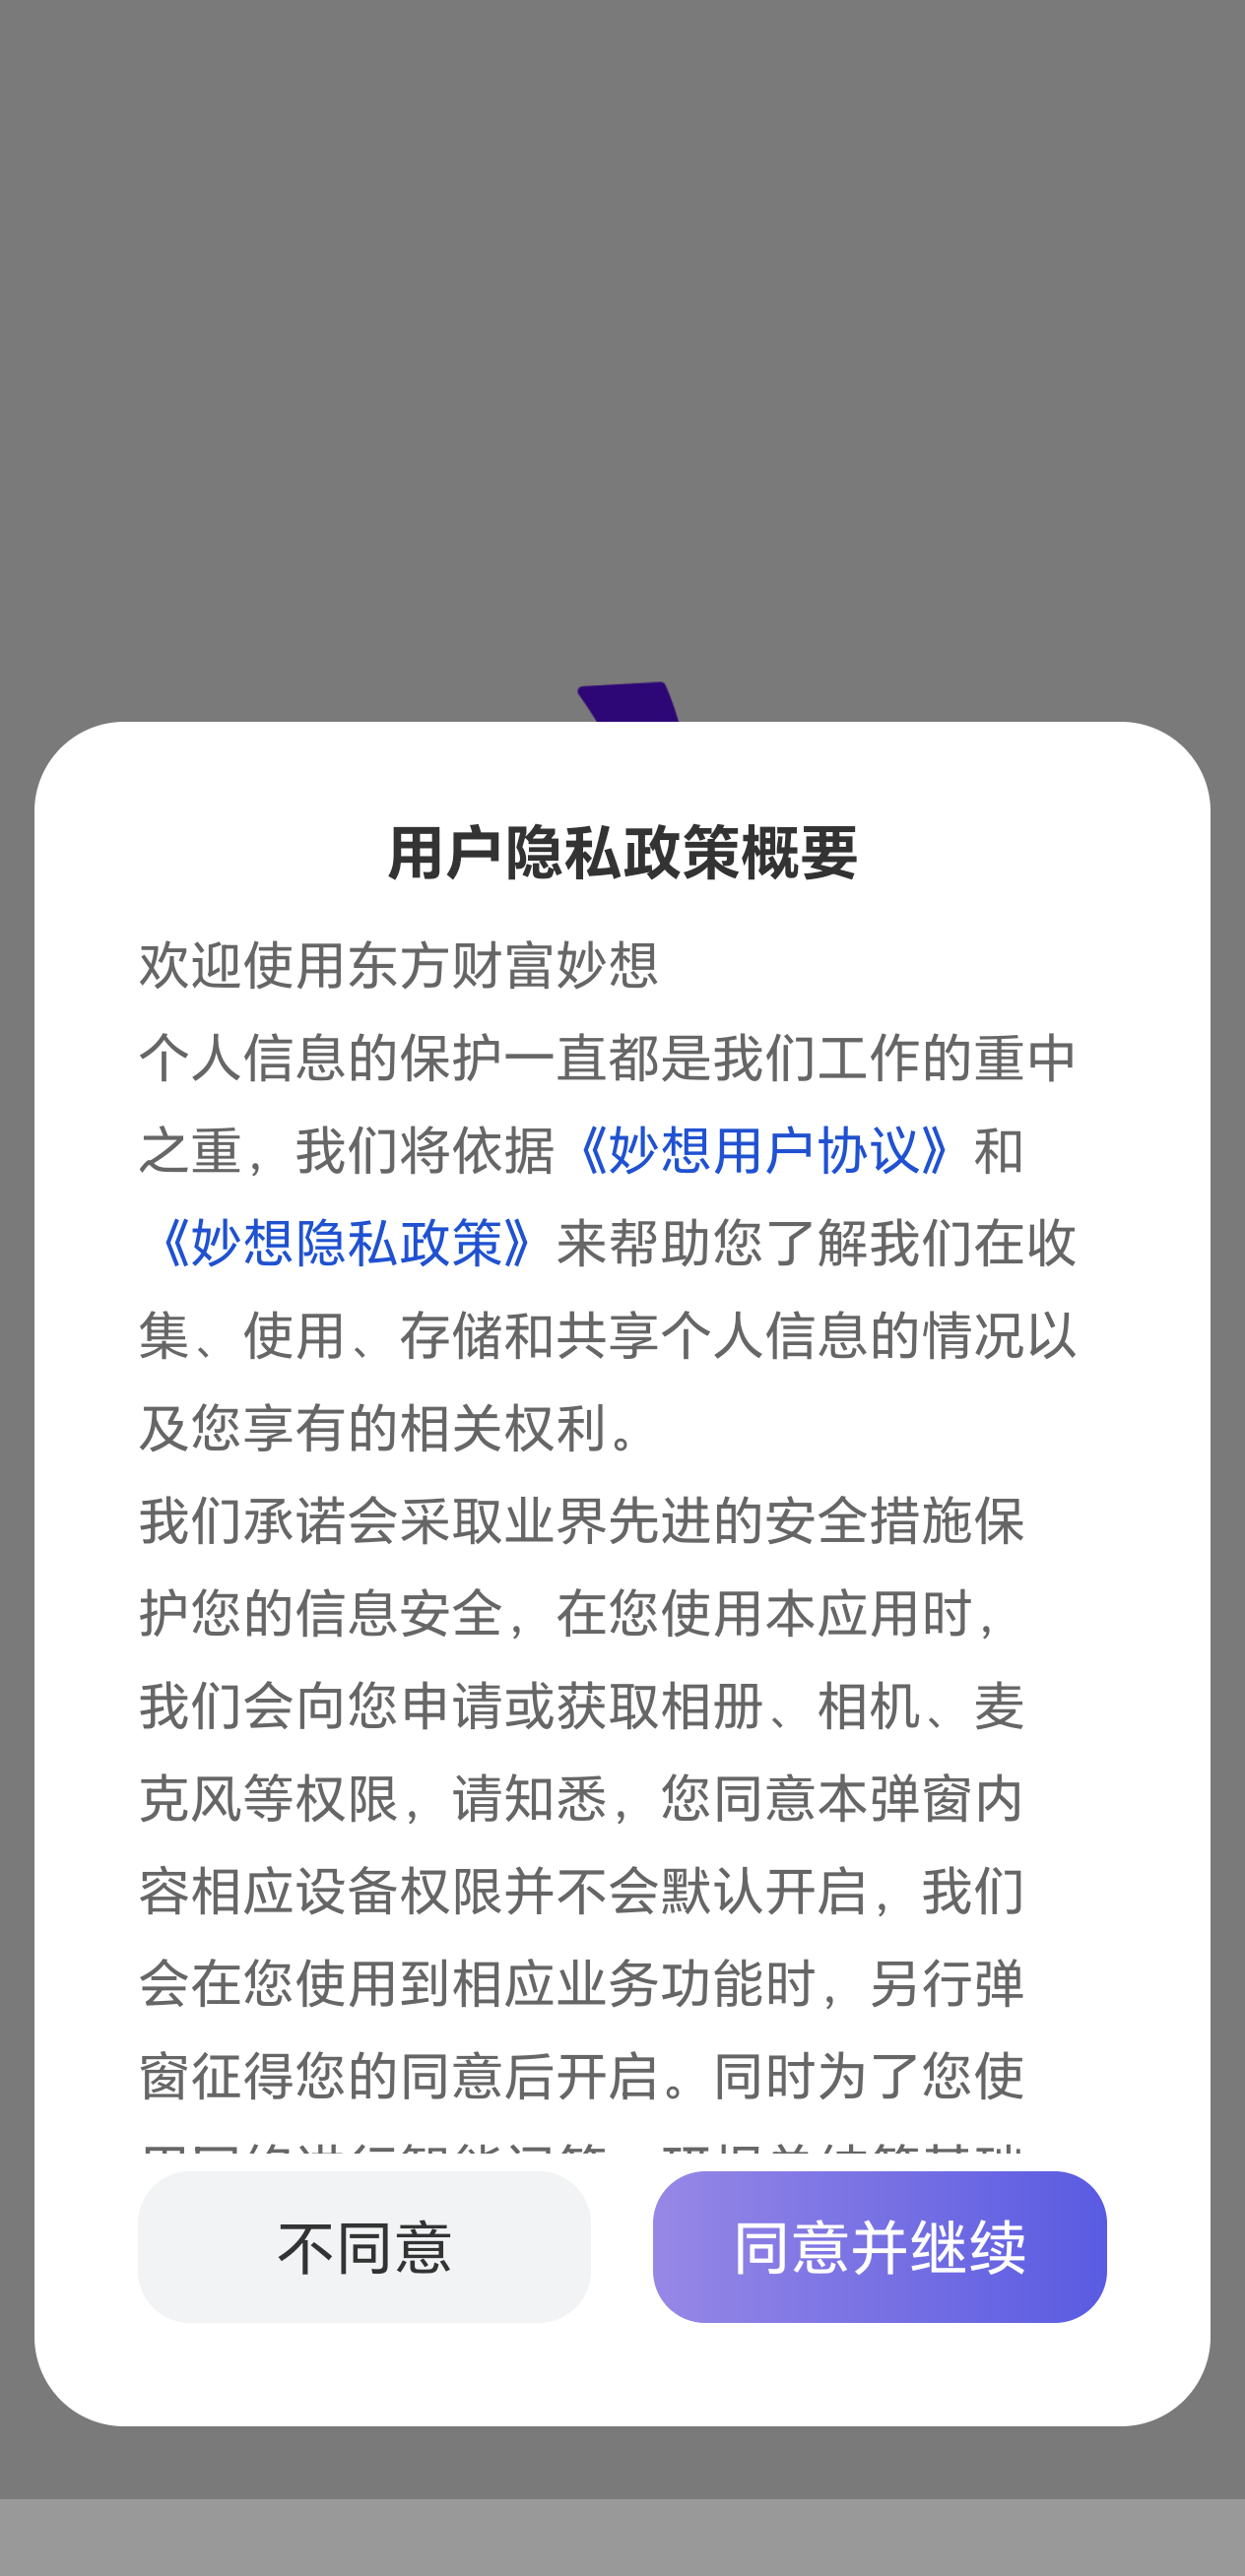 用户隐私政策概要
欢迎使用东方财富妙想
个人信息的保护一直都是我们工作的重中
之重，我们将依据《妙想用户协议》和
《妙想隐私政策》来帮助您了解我们在收
集、使用、存储和共享个人信息的情况以
及您享有的相关权利。
我们承诺会采取业界先进的安全措施保
护您的信息安全，在您使用本应用时，
我们会向您申请或获取相册、相机、麦
克风等权限，请知悉，您同意本弹窗内
容相应设备权限并不会默认开启，我们
会在您使用到相应业务功能时，另行弹
窗征得您的同意后开启。同时为了您使
不同意
同意并继续